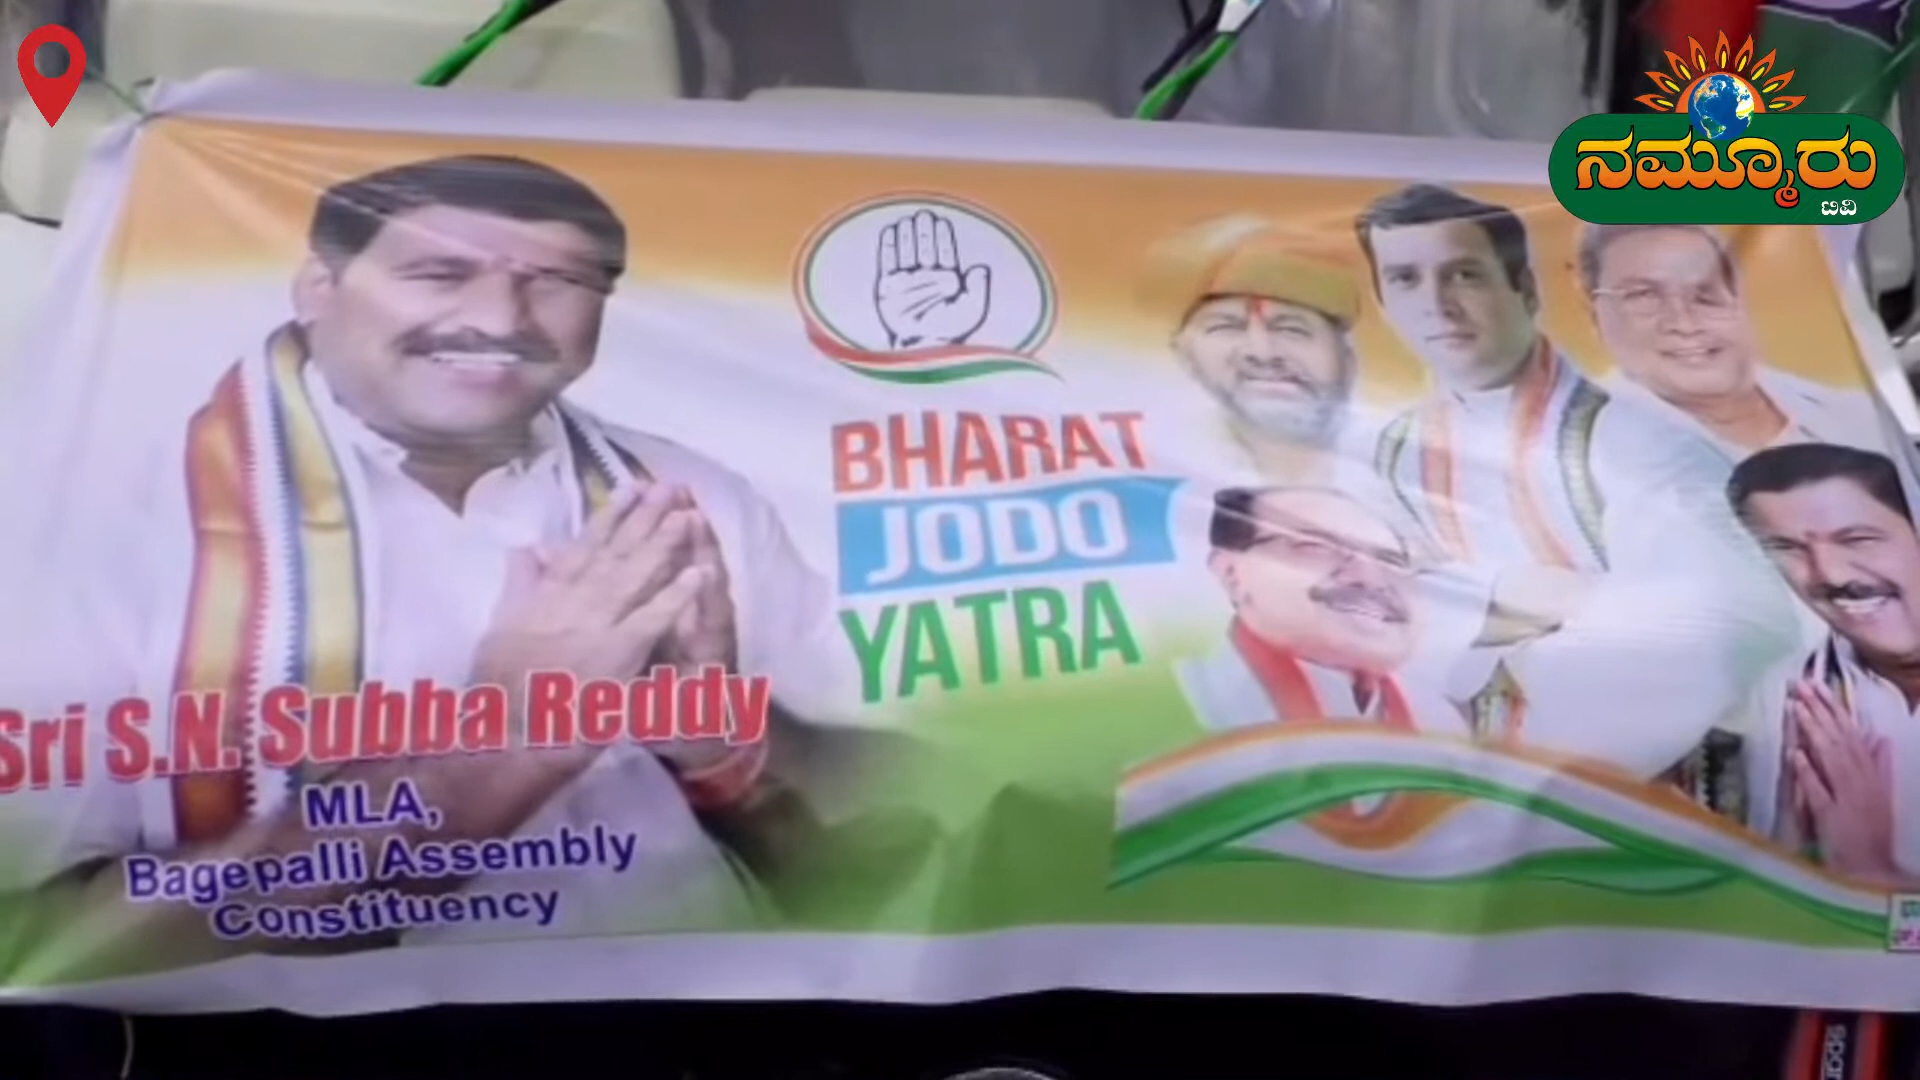 ನಮ್ಮೂರು
ಟಿವಿ
BHARAT
JODO
YATRA
Sri S.N. Subba Reddy
MLA,
Bagepalli Assembly
Constituency